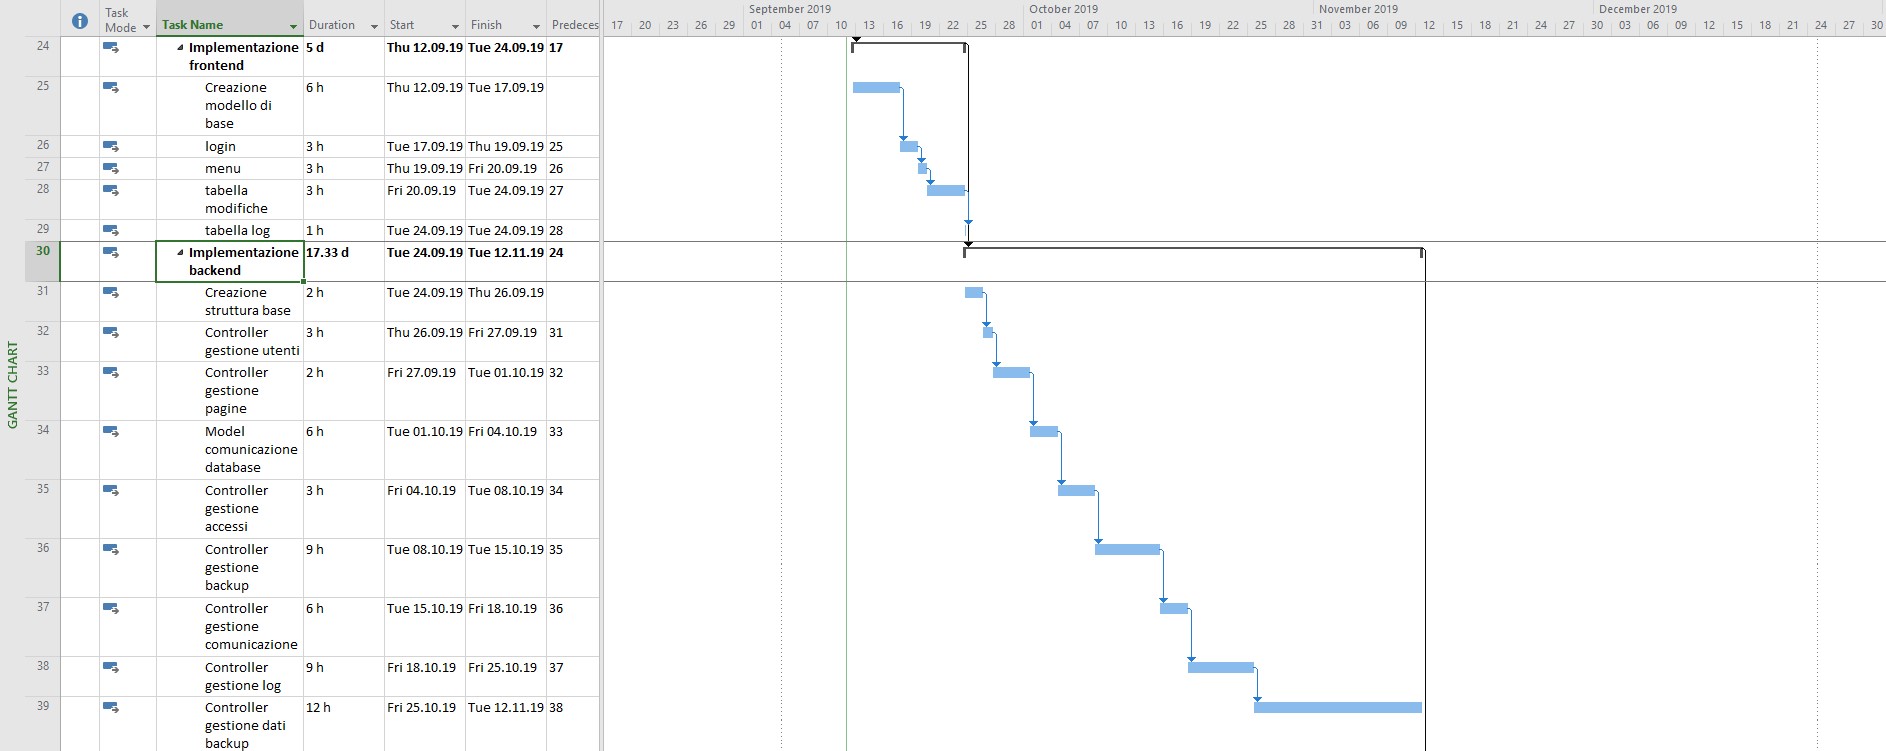 Task Mode Task Name Duration Start Finish Predeces
September 2019 October 2019 November 2019 December 2019
17 20 23 26 29 01 04 07 10 13 16 19 22 25 28 01 04 07 10 13 16 19 22 25 28 31 03 06 09 12 15 18 21 24 27 30 03 06 09 12 15 18 21 24 27 30
24 Implementazione frontend 5 d Thu 12.09.19 Tue 24.09.19 17
25 Creazione modello di base 6 h Thu 12.09.19 Tue 17.09.19
26 login 3 h Tue 17.09.19 Thu 19.09.19 25
27 menu 3 h Thu 19.09.19 Fri 20.09.19 26
28 tabella modifiche 3 h Fri 20.09.19 Tue 24.09.19 27
29 tabella log 1 h Tue 24.09.19 Tue 24.09.19 28
30 Implementazione backend 17.33 d Tue 24.09.19 Tue 12.11.19 24
31 Creazione struttura base 2 h Tue 24.09.19 Thu 26.09.19
32 Controller gestione utenti 3 h Thu 26.09.19 Fri 27.09.19 31
33 Controller gestione pagine 2 h Fri 27.09.19 Tue 01.10.19 32
34 Model comunicazione database 6 h Tue 01.10.19 Fri 04.10.19 33
35 Controller gestione accessi 3 h Fri 04.10.19 Tue 08.10.19 34
36 Controller gestione backup 9 h Tue 08.10.19 Tue 15.10.19 35
37 Controller gestione comunicazione 6 h Tue 15.10.19 Fri 18.10.19 36
38 Controller gestione log 9 h Fri 18.10.19 Fri 25.10.19 37
39 Controller gestione dati backup 12 h Fri 25.10.19 Tue 12.11.19 38
GANTT CHART